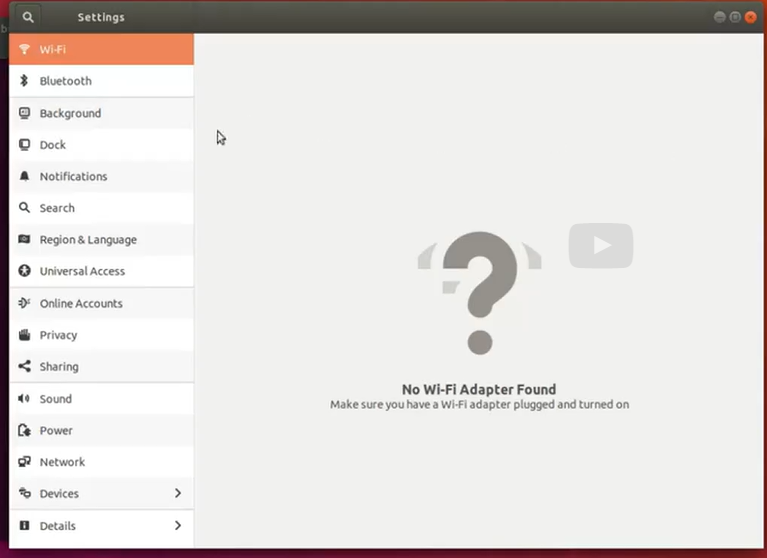 Settings
Wi-Fi
Bluetooth
Background
Dock
Notifications
Search
Region & Language
Universal Access
Online Accounts
Privacy
Sharing
Sound
Power
Network
Devices
Details
No Wi-Fi Adapter Found
Make sure you have a Wi-Fi adapter plugged and turned on